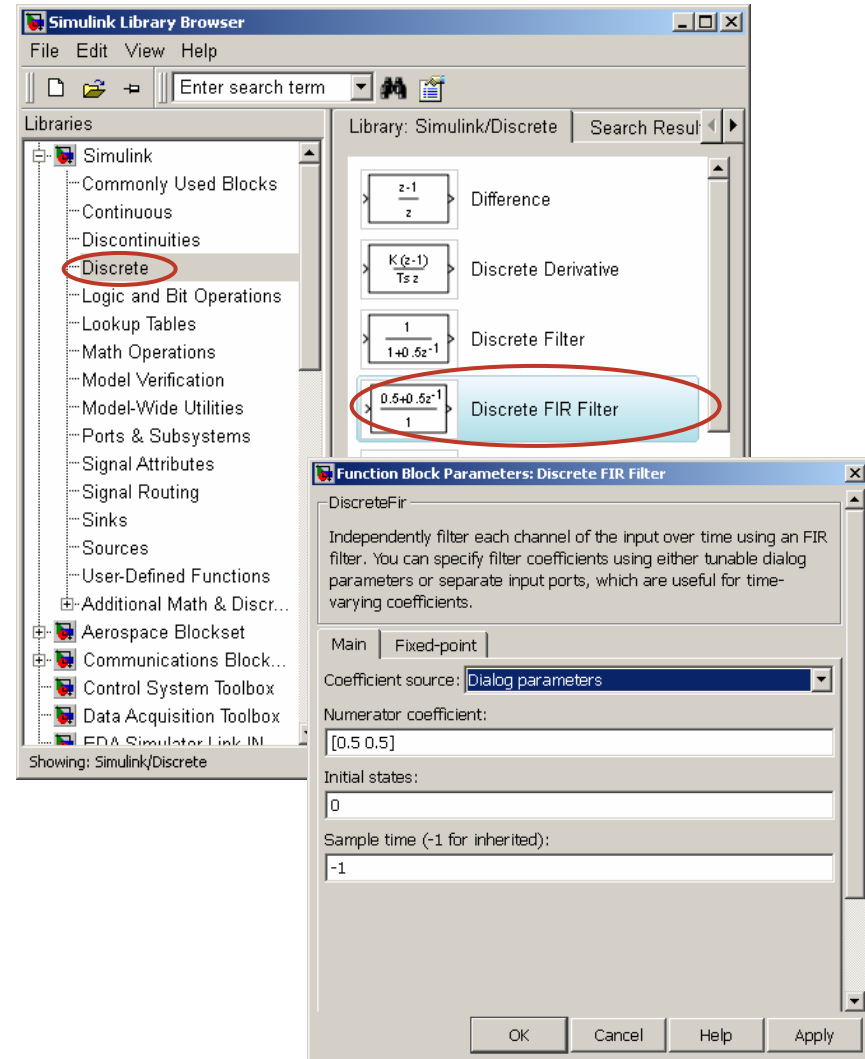 Simulink Library Browser
File Edit View Help
Enter search term
Libraries
Simulink
Commonly Used Blocks
Continuous
Discontinuities
Discrete
Logic and Bit Operations
Lookup Tables
Math Operations
Model Verification
Model-Wide Utilities
Ports & Subsystems
Signal Attributes
Signal Routing
Sinks
Sources
User-Defined Functions
Additional Math & Discr...
Aerospace Blockset
Communications Block...
Control System Toolbox
Data Acquisition Toolbox
EDA Simulator Link IN
Showing: Simulink/Discrete
Library: Simulink/Discrete
Search Resul
z-1
z
Difference
K (z-1)
Ts z
Discrete Derivative
1
1+0.5z-1
Discrete Filter
0.5+0.5z-1
1
Discrete FIR Filter
Function Block Parameters: Discrete FIR Filter
DiscreteFir
Independently filter each channel of the input over time using an FIR
filter. You can specify filter coefficients using either tunable dialog
parameters or separate input ports, which are useful for time-
varying coefficients.
Main
Fixed-point
Coefficient source: Dialog parameters
Numerator coefficient:
[0.5 0.5]
Initial states:
0
Sample time (-1 for inherited):
-1
OK Cancel Help Apply